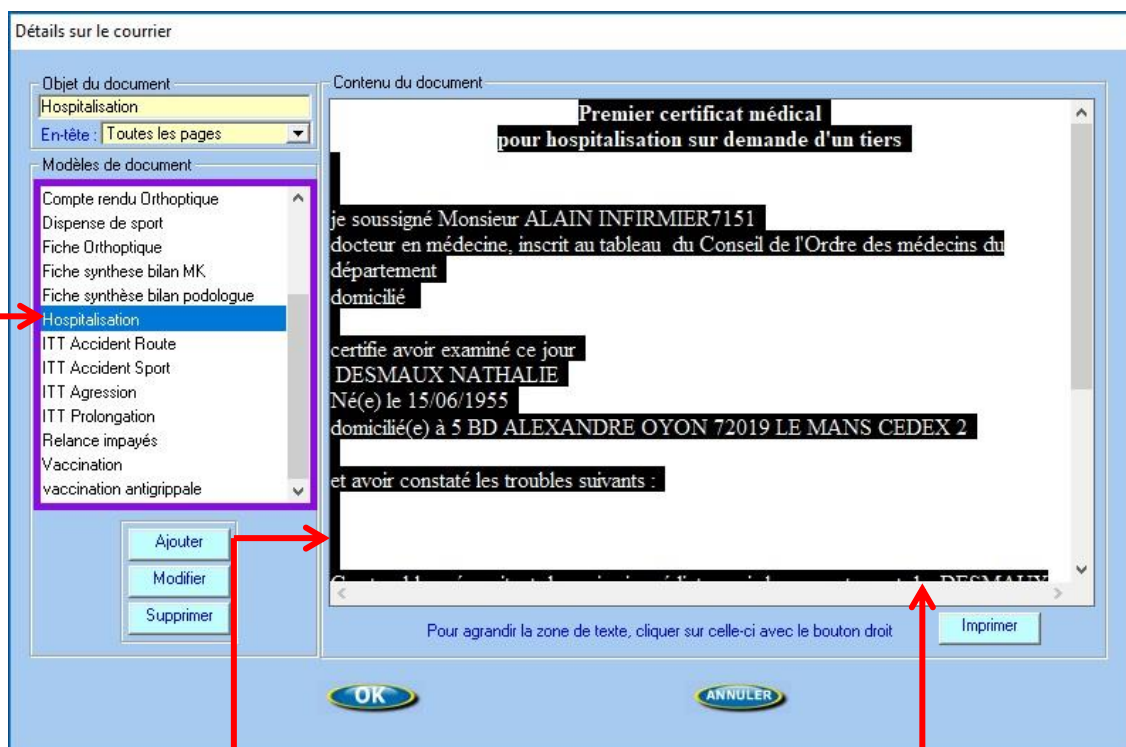 Détails sur le courrier
Objet du document
Hospitalisation
En-tête : Toutes les pages
Modèles de document
Compte rendu Orthoptique
Dispense de sport
Fiche Orthoptique
Fiche synthese bilan MK
Fiche synthèse bilan podologue
Hospitalisation
ITT Accident Route
ITT Accident Sport
ITT Agression
ITT Prolongation
Relance impayés
Vaccination
vaccination antigrippale
Ajouter
Modifier
Supprimer
Contenu du document
Premier certificat médical
pour hospitalisation sur demande d'un tiers
je soussigné Monsieur ALAIN INFIRMIER7151
docteur en médecine, inscrit au tableau du Conseil de l'Ordre des médecins du
département
domicilié
certifie avoir examiné ce jour
DESMAUX NATHALIE
Né(e) le 15/06/1955
domicilié(e) à 5 BD ALEXANDRE OYON 72019 LE MANS CEDEX 2
et avoir constaté les troubles suivants :
DESMAUX
Pour agrandir la zone de texte, cliquer sur celle-ci avec le bouton droit
Imprimer
OK
ANNULER